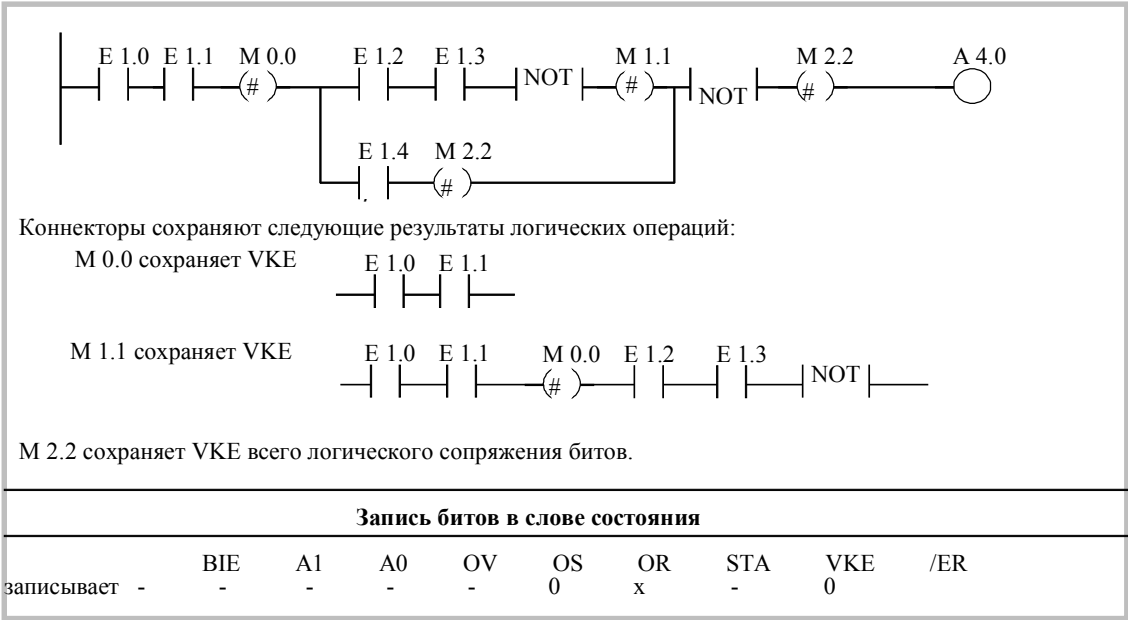 E 1.0 E 1.1 M 0.0 E 1.2 E 1.3 M 1.1 M 2.2 A 4.0
(#) NOT (#) NOT (#)
E 1.4 M 2.2
(#)
Коннекторы сохраняют следующие результаты логических операций:
M 0.0 сохраняет VKE E 1.0 E 1.1
M 1.1 сохраняет VKE E 1.0 E 1.1 M 0.0 E 1.2 E 1.3
(#) NOT
M 2.2 сохраняет VKE всего логического сопряжения битов.
Запись битов в слове состояния
BIE A1 A0 OV OS OR STA VKE /ER
записывает - - - - - 0 x - 0